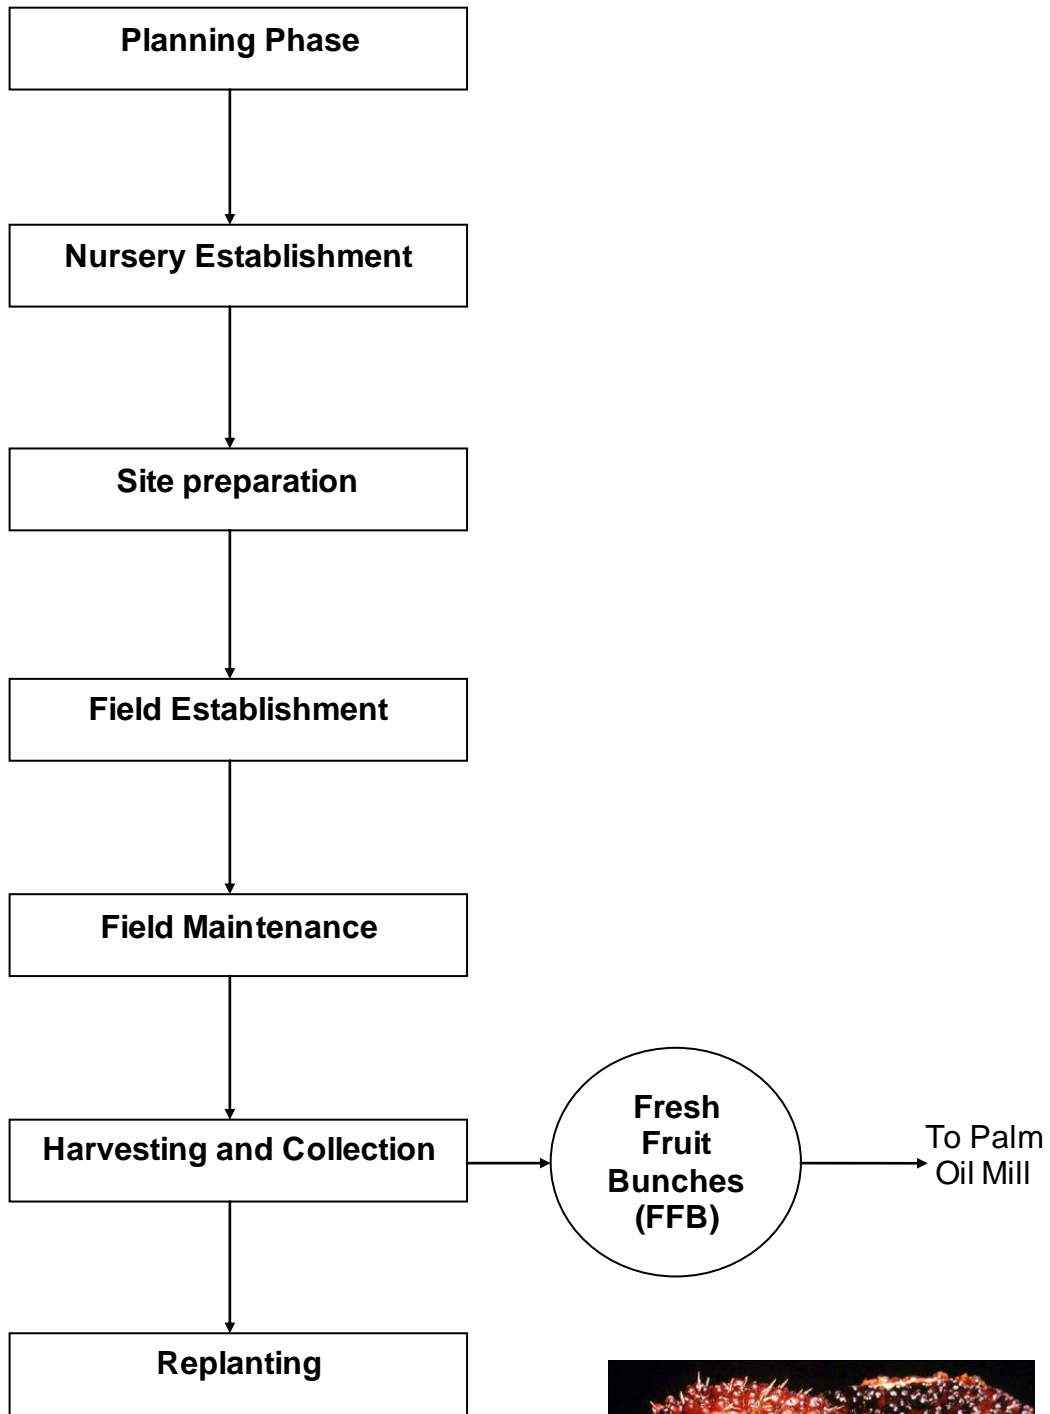 Planning Phase
Nursery Establishment
Site preparation
Field Establishment
Field Maintenance
Harvesting and Collection
Fresh
Fruit
Bunches
(FFB)
To Palm
Oil Mill
Replanting